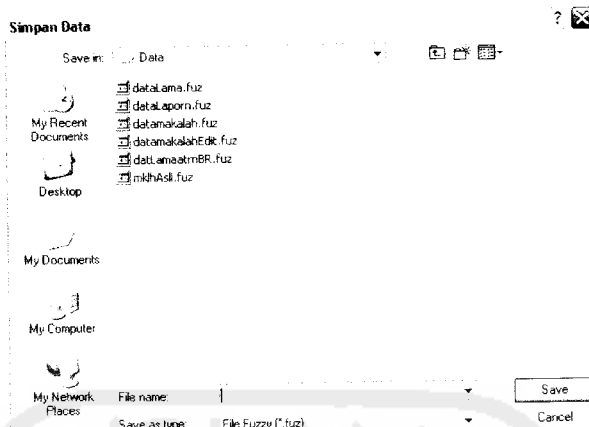 Simpan Data
?
Save in: Data
dataLama.fuz
dataLaporn.fuz
datamakalah.fuz
datamakalahEdit.fuz
datLamaatrnBR.fuz
mklhAsli.fuz
My Recent
Documents
Desktop
My Documents
My Computer
My Network
Places
File name:
Save
Save as type: File Fuzzy (*.fuz)
Cancel